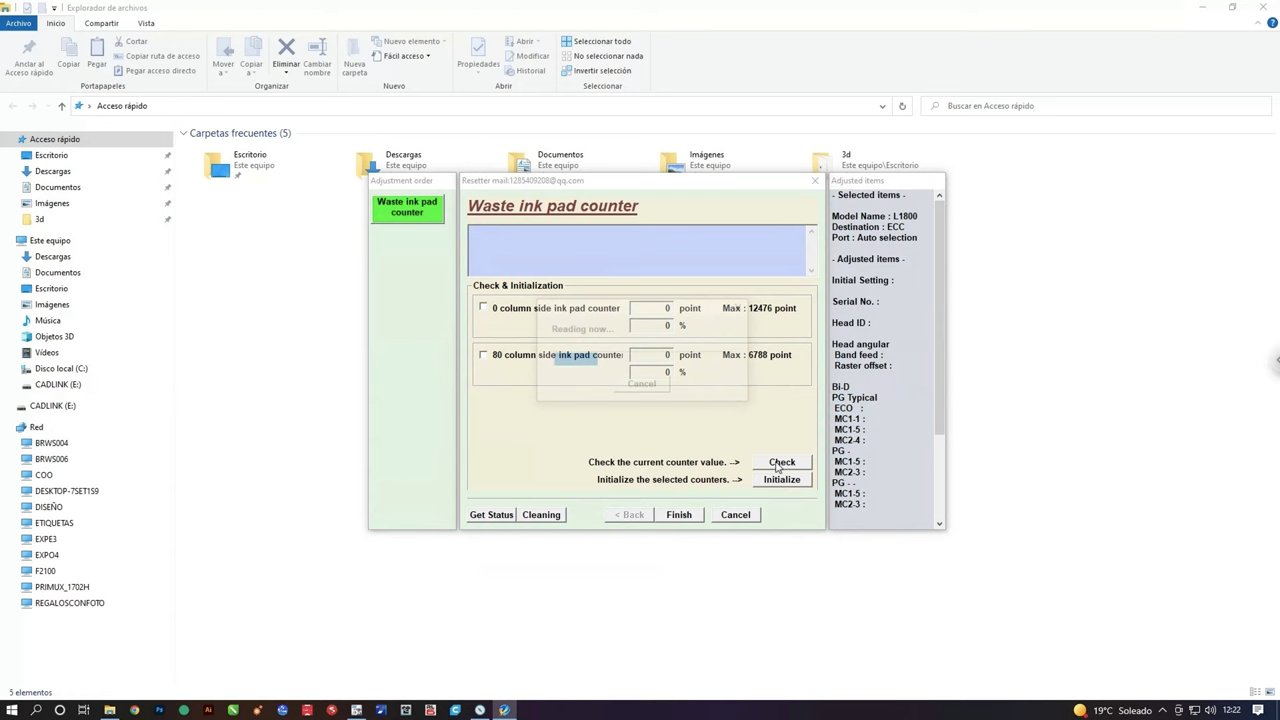 Explorador de archivos
Archivo Inicio Compartir Vista
Anclar al Acceso rápido
Copiar
Pegar
Cortar
Copiar ruta de acceso
Pegar acceso directo
Portapapeles
Mover a
Copiar a
Eliminar
Cambiar nombre
Organizar
Nueva carpeta
Nuevo elemento
Fácil acceso
Nuevo
Propiedades
Abrir
Modificar
Historial
Abrir
Seleccionar todo
No seleccionar nada
Invertir selección
Seleccionar
Acceso rápido
Buscar en Acceso rápido
Acceso rápido
Escritorio
Descargas
Documentos
Imágenes
3d
Este equipo
Descargas
Documentos
Escritorio
Imágenes
Música
Objetos 3D
Vídeos
Disco local (C:)
CADLINK (E:)
CADLINK (E:)
Red
BRWS004
BRWS006
COO
DESKTOP-7SET1S9
DISEÑO
ETIQUETAS
EXPE3
EXPO4
F2100
PRIMUX_1702H
REGALOSCONFOTO
Carpetas frecuentes (5)
Escritorio
Este equipo
Descargas
Este equipo
Documentos
Este equipo
Imágenes
Este equipo
3d
Este equipo\Escritorio
Adjustment order
Waste ink pad counter
Resetter mail:1285409208@qq.com
Waste ink pad counter
Check & Initialization
0 column side ink pad counter 0 point Max : 12476 point
0 %
Reading now...
80 column side ink pad counter 0 point Max : 6788 point
0 %
Cancel
Check the current counter value. --> Check
Initialize the selected counters. --> Initialize
Get Status Cleaning < Back Finish Cancel
Adjusted items
- Selected items -
Model Name : L1800
Destination : ECC
Port : Auto selection
- Adjusted items -
Initial Setting :
Serial No. :
Head ID :
Head angular
Band feed :
Raster offset :
Bi-D
PG Typical
ECO :
MC1-1 :
MC1-5 :
MC2-4 :
PG -
MC1-5 :
MC2-3 :
PG - -
MC1-5 :
MC2-3 :
5 elementos
19°C Soleado 12:22